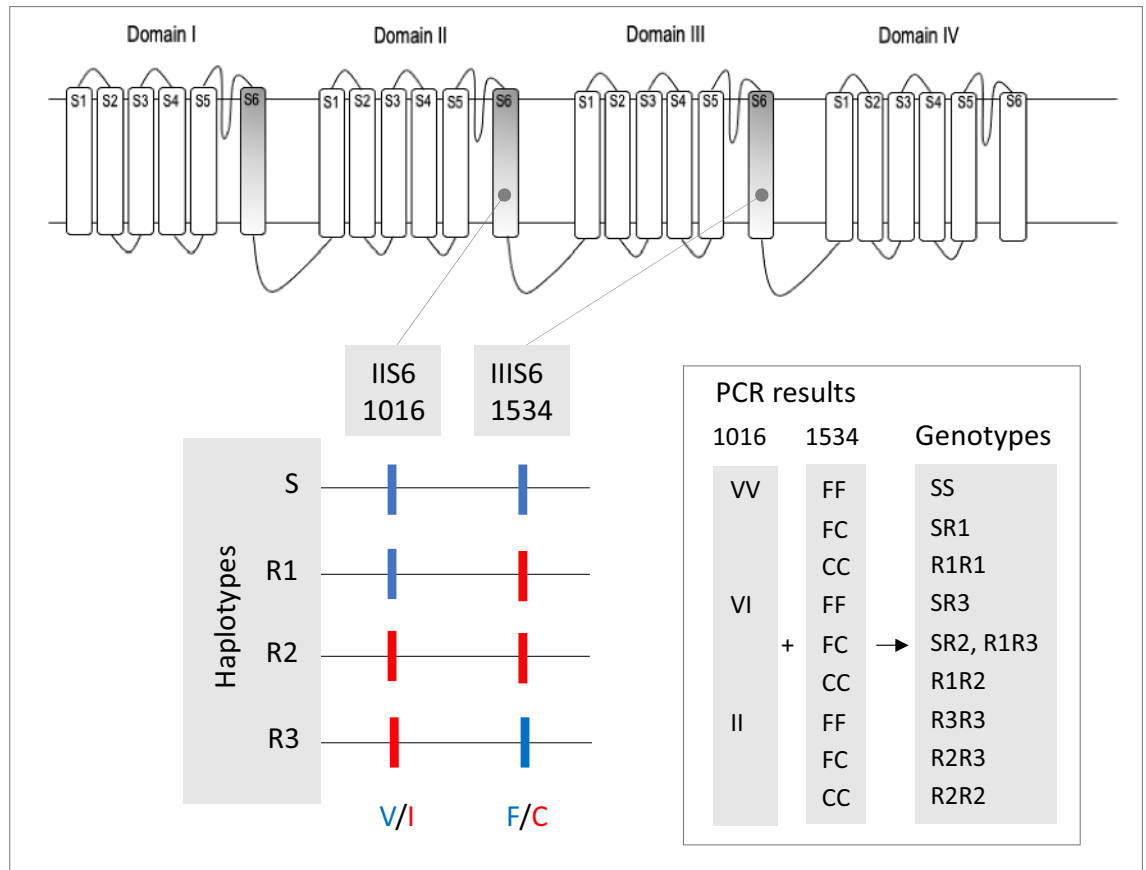 Domain I Domain II Domain III Domain IV
S1 S2 S3 S4 S5 S6 S1 S2 S3 S4 S5 S6 S1 S2 S3 S4 S5 S6 S1 S2 S3 S4 S5 S6
IIS6
1016
IIIS6
1534
Haplotypes
S
R1
R2
R3
V/I F/C
PCR results
1016 1534 Genotypes
VV FF SS
FC SR1
CC R1R1
VI FF SR3
+ FC → SR2, R1R3
CC R1R2
II FF R3R3
FC R2R3
CC R2R2